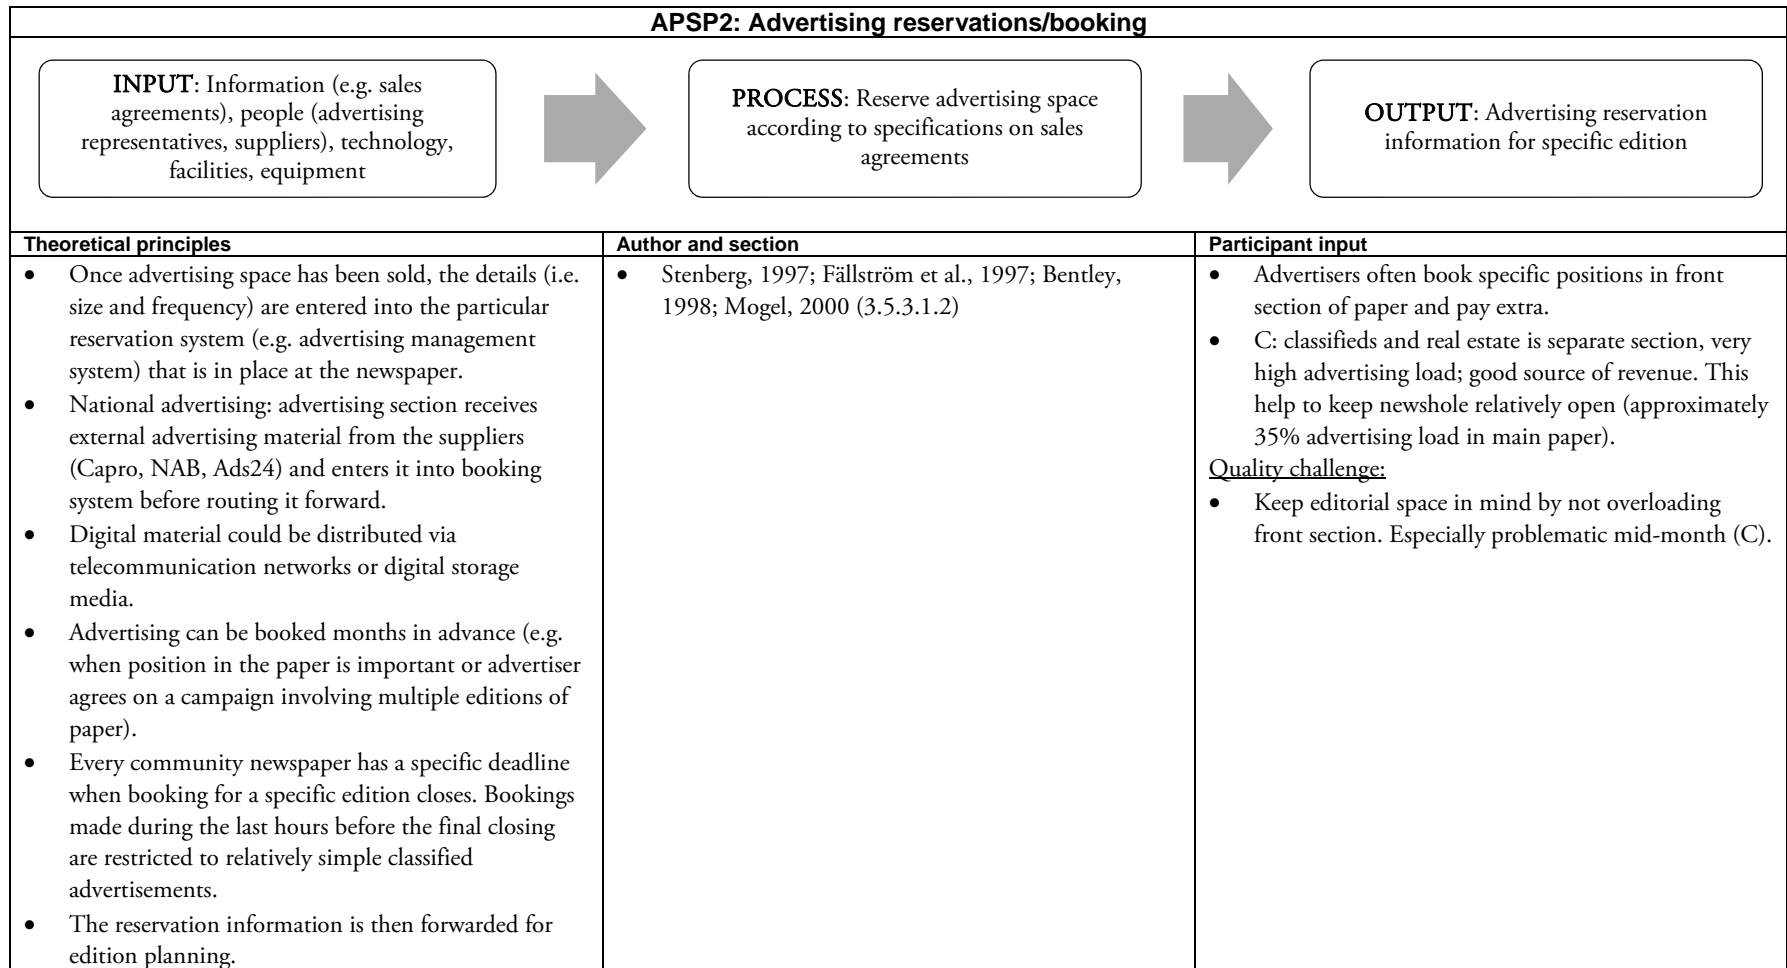 APSP2: Advertising reservations/booking
INPUT: Information (e.g. sales
agreements), people (advertising
representatives, suppliers), technology,
facilities, equipment
PROCESS: Reserve advertising space
according to specifications on sales
agreements
OUTPUT: Advertising reservation
information for specific edition
Theoretical principles
• Once advertising space has been sold, the details (i.e.
size and frequency) are entered into the particular
reservation system (e.g. advertising management
system) that is in place at the newspaper.
• National advertising: advertising section receives
external advertising material from the suppliers
(Capro, NAB, Ads24) and enters it into booking
system before routing it forward.
• Digital material could be distributed via
telecommunication networks or digital storage
media.
• Advertising can be booked months in advance (e.g.
when position in the paper is important or advertiser
agrees on a campaign involving multiple editions of
paper).
• Every community newspaper has a specific deadline
when booking for a specific edition closes. Bookings
made during the last hours before the final closing
are restricted to relatively simple classified
advertisements.
• The reservation information is then forwarded for
edition planning.
Author and section
• Stenberg, 1997; Fällström et al., 1997; Bentley,
1998; Mogel, 2000 (3.5.3.1.2)
Participant input
• Advertisers often book specific positions in front
section of paper and pay extra.
• C: classifieds and real estate is separate section, very
high advertising load; good source of revenue. This
help to keep newshole relatively open (approximately
35% advertising load in main paper).
Quality challenge:
• Keep editorial space in mind by not overloading
front section. Especially problematic mid-month (C).